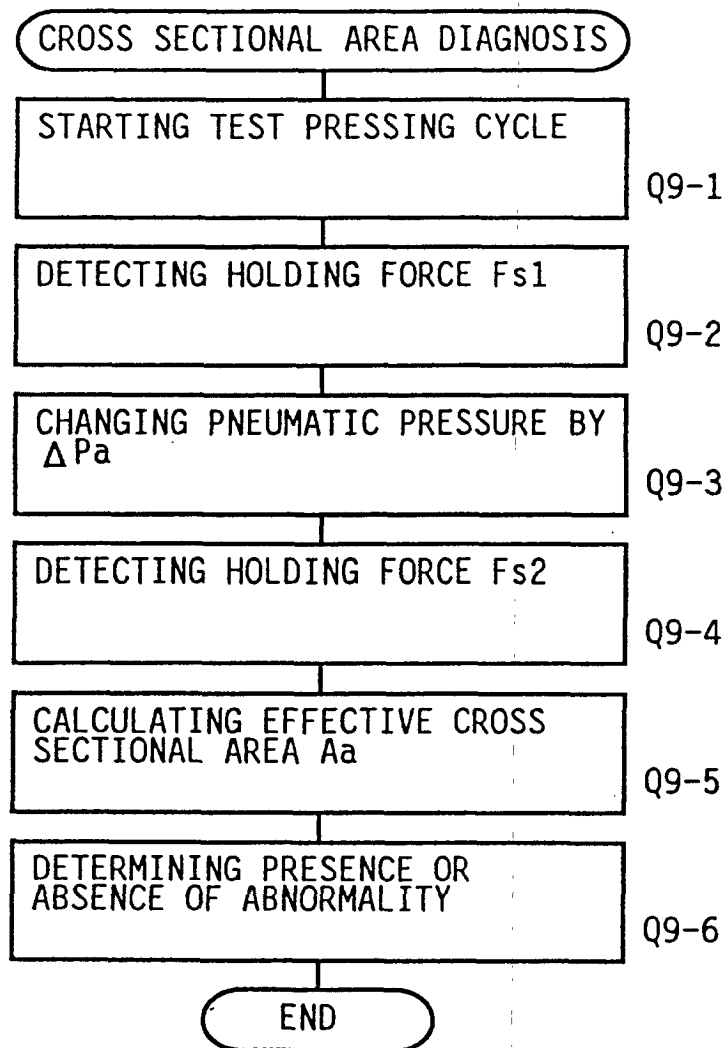 CROSS SECTIONAL AREA DIAGNOSIS
STARTING TEST PRESSING CYCLE
Q9-1
DETECTING HOLDING FORCE Fs1
Q9-2
CHANGING PNEUMATIC PRESSURE BY
ΔPa
Q9-3
DETECTING HOLDING FORCE Fs2
Q9-4
CALCULATING EFFECTIVE CROSS
SECTIONAL AREA Aa
Q9-5
DETERMINING PRESENCE OR
ABSENCE OF ABNORMALITY
Q9-6
END